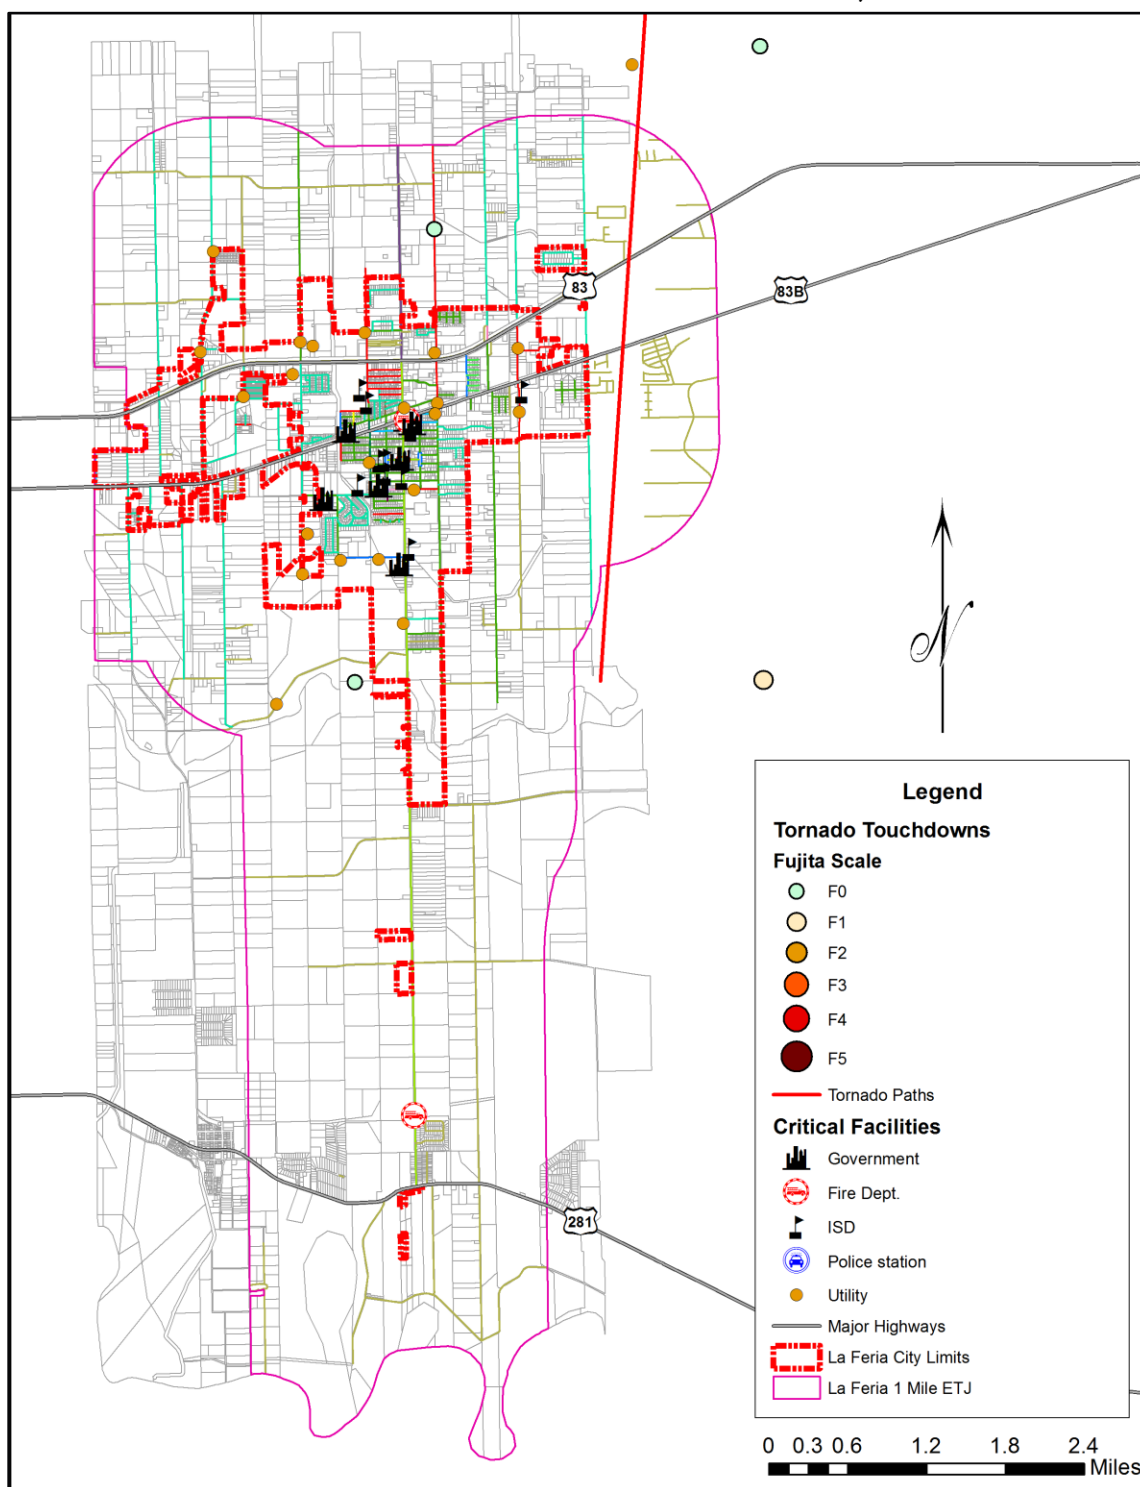 83
83B
N
Legend
Tornado Touchdowns
Fujita Scale
F0
F1
F2
F3
F4
F5
Tornado Paths
Critical Facilities
Government
Fire Dept.
ISD
Police station
Utility
Major Highways
La Feria City Limits
La Feria 1 Mile ETJ
281
0 0.3 0.6 1.2 1.8 2.4
Miles